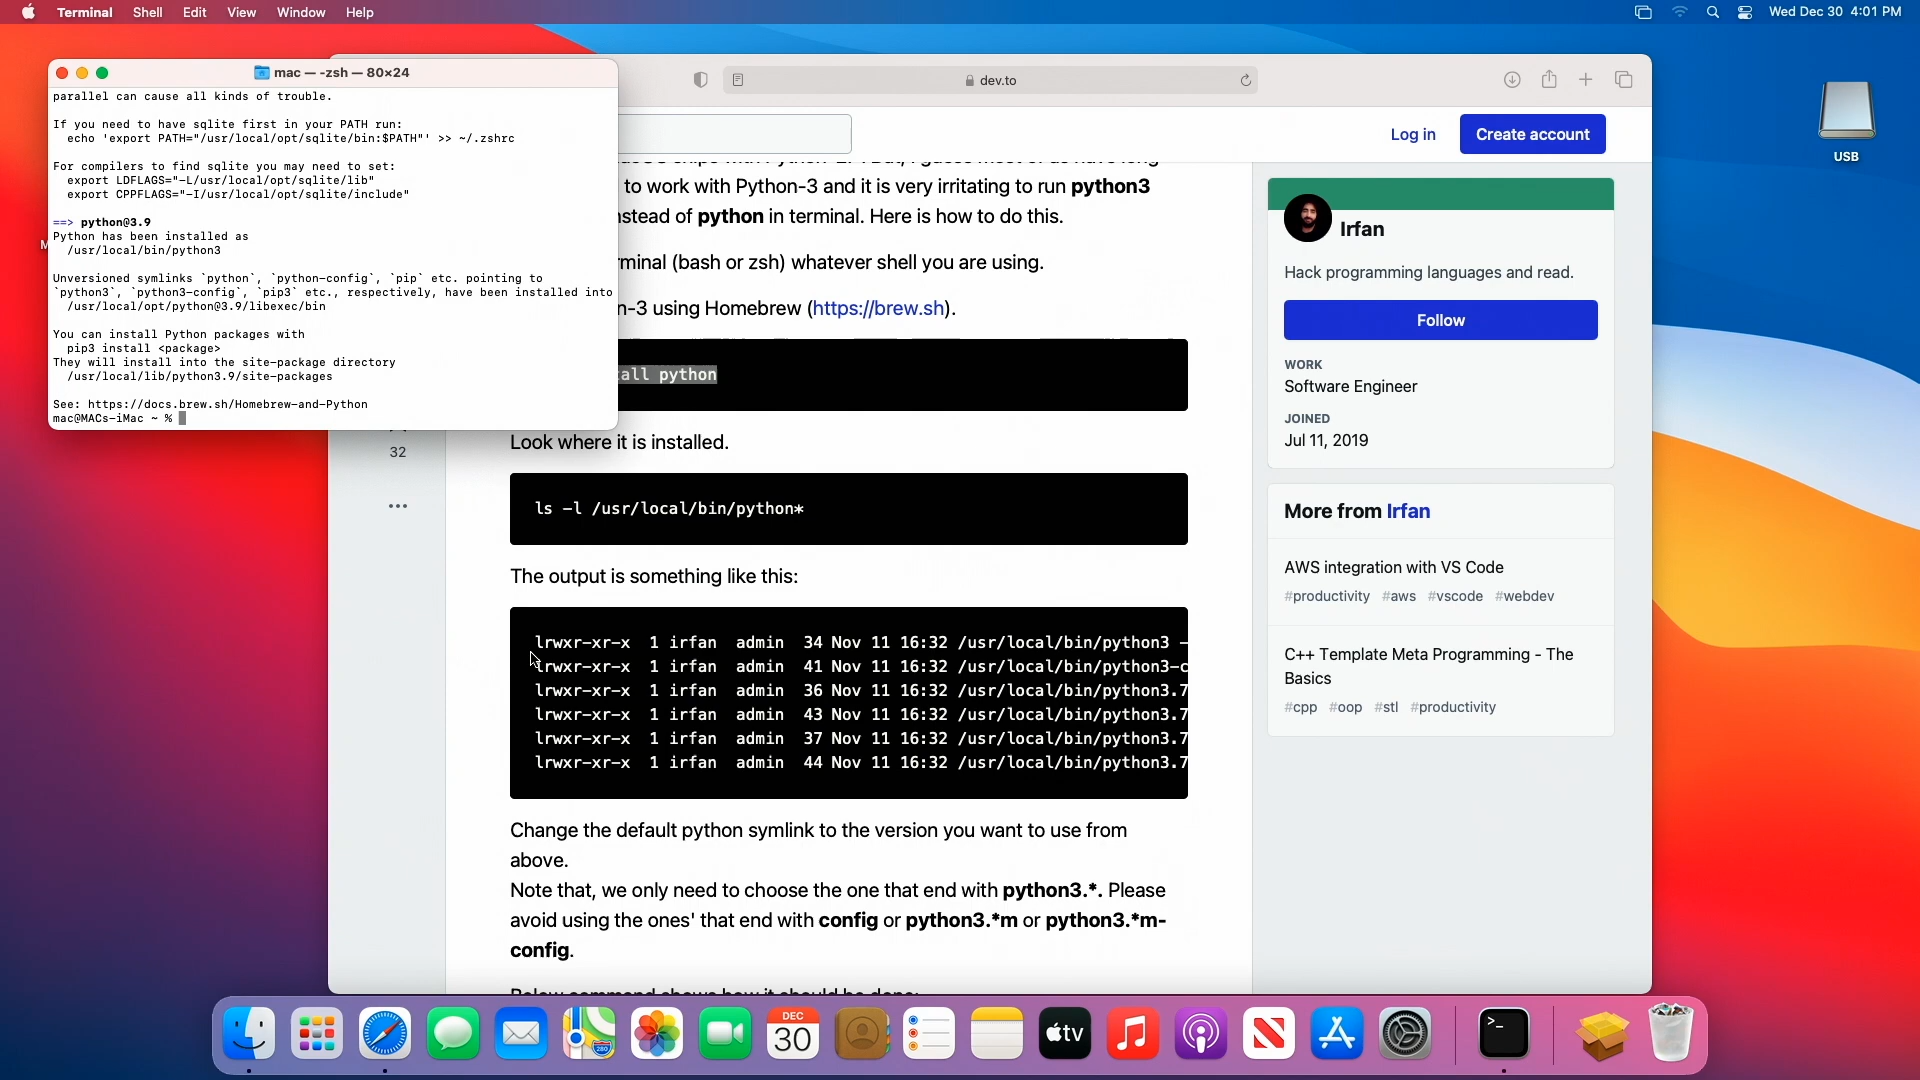 Terminal Shell Edit View Window Help
Wed Dec 30 4:01 PM
mac — -zsh — 80×24
parallel can cause all kinds of trouble.
If you need to have sqlite first in your PATH run:
echo 'export PATH="/usr/local/opt/sqlite/bin:$PATH"' >> ~/.zshrc
For compilers to find sqlite you may need to set:
export LDFLAGS="-L/usr/local/opt/sqlite/lib"
export CPPFLAGS="-I/usr/local/opt/sqlite/include"
==> python@3.9
Python has been installed as
/usr/local/bin/python3
Unversioned symlinks `python`, `python-config`, `pip` etc. pointing to
`python3`, `python3-config`, `pip3` etc., respectively, have been installed into
/usr/local/opt/python@3.9/libexec/bin
You can install Python packages with
pip3 install <package>
They will install into the site-package directory
/usr/local/lib/python3.9/site-packages
See: https://docs.brew.sh/Homebrew-and-Python
mac@MACs-iMac ~ %
dev.to
Log in
Create account
to work with Python-3 and it is very irritating to run python3
nstead of python in terminal. Here is how to do this.
rminal (bash or zsh) whatever shell you are using.
n-3 using Homebrew (https://brew.sh).
tall python
Look where it is installed.
32
ls -l /usr/local/bin/python*
The output is something like this:
lrwxr-xr-x 1 irfan admin 34 Nov 11 16:32 /usr/local/bin/python3 -
lrwxr-xr-x 1 irfan admin 41 Nov 11 16:32 /usr/local/bin/python3-c
lrwxr-xr-x 1 irfan admin 36 Nov 11 16:32 /usr/local/bin/python3.7
lrwxr-xr-x 1 irfan admin 43 Nov 11 16:32 /usr/local/bin/python3.7
lrwxr-xr-x 1 irfan admin 37 Nov 11 16:32 /usr/local/bin/python3.7
lrwxr-xr-x 1 irfan admin 44 Nov 11 16:32 /usr/local/bin/python3.7
Change the default python symlink to the version you want to use from
above.
Note that, we only need to choose the one that end with python3.*. Please
avoid using the ones' that end with config or python3.*m or python3.*m-
config.
Below command shows how it should be done:
Irfan
Hack programming languages and read.
Follow
WORK
Software Engineer
JOINED
Jul 11, 2019
More from Irfan
AWS integration with VS Code
#productivity #aws #vscode #webdev
C++ Template Meta Programming - The
Basics
#cpp #oop #stl #productivity
USB
DEC
30
280
tv
>_